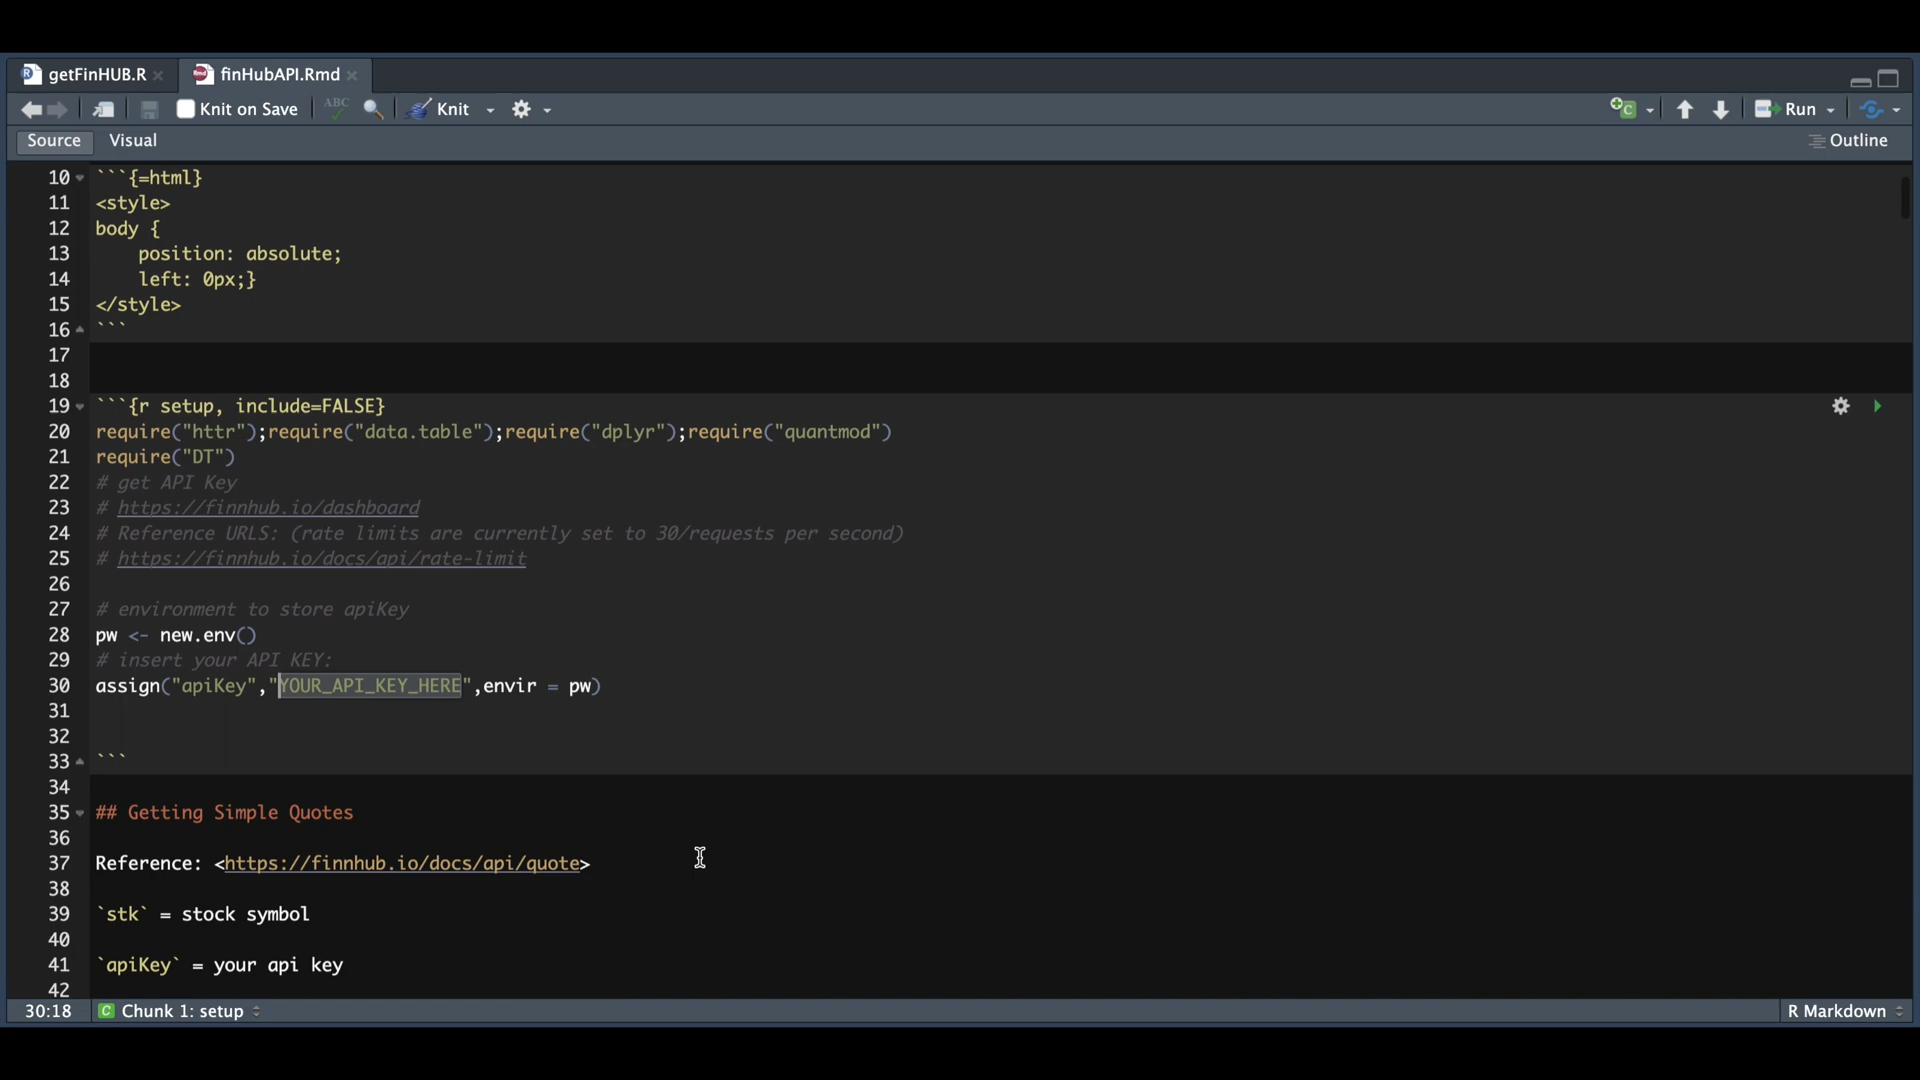 getFinHUB.R
finHubAPI.Rmd
Knit on Save
ABC
Knit
Run
Source
Visual
Outline
10 ```{=html}
11 <style>
12 body {
13     position: absolute;
14     left: 0px;}
15 </style>
16 ```
17
18
19 ```{r setup, include=FALSE}
20 require("httr");require("data.table");require("dplyr");require("quantmod")
21 require("DT")
22 # get API Key
23 # https://finnhub.io/dashboard
24 # Reference URLS: (rate limits are currently set to 30/requests per second)
25 # https://finnhub.io/docs/api/rate-limit
26
27 # environment to store apiKey
28 pw <- new.env()
29 # insert your API KEY:
30 assign("apiKey","YOUR_API_KEY_HERE",envir = pw)
31
32
33 ```
34
35 ## Getting Simple Quotes
36
37 Reference: <https://finnhub.io/docs/api/quote>
38
39 `stk` = stock symbol
40
41 `apiKey` = your api key
42
30:18
C Chunk 1: setup
R Markdown